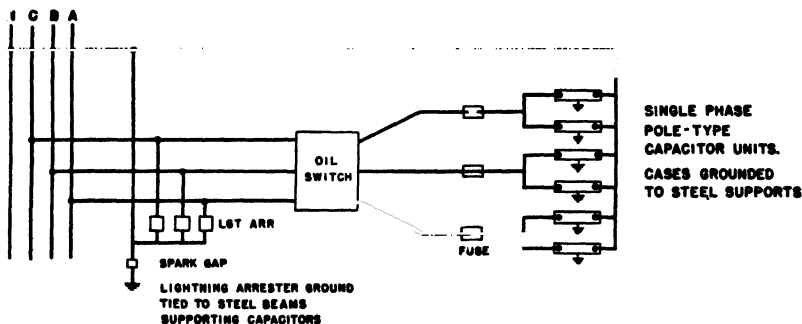 C B A
OIL
SWITCH
LGT ARR
SPARK GAP
LIGHTNING ARRESTER GROUND
TIED TO STEEL BEAMS
SUPPORTING CAPACITORS
FUSE
SINGLE PHASE
POLE-TYPE
CAPACITOR UNITS.
CASES GROUNDED
TO STEEL SUPPORTS